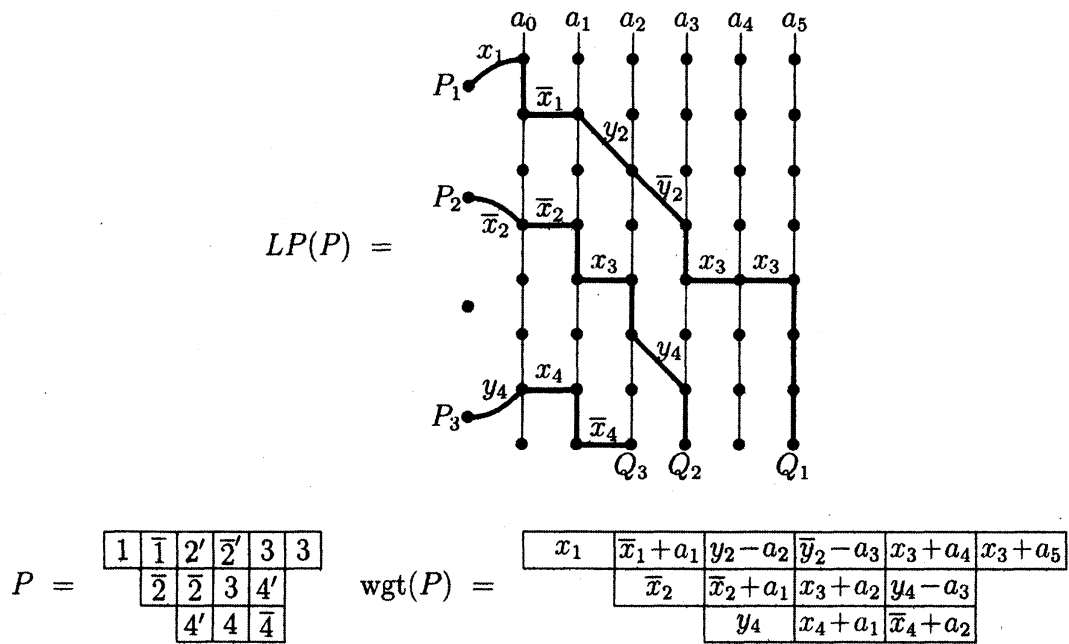 a₀ a₁ a₂ a₃ a₄ a₅
x₁
P₁
x̄₁
y₂
ȳ₂
P₂
x̄₂ x̄₂
LP(P) =
x₃ x₃ x₃
y₄
y₄ x₄
P₃
x̄₄
Q₃ Q₂ Q₁
1 1̄ 2′ 2̄′ 3 3
x₁ x̄₁+a₁ y₂−a₂ ȳ₂−a₃ x₃+a₄ x₃+a₅
P = 2̄ 2̄ 3 4′
wgt(P) = x̄₂ x̄₂+a₁ x₃+a₂ y₄−a₃
4′ 4 4̄
y₄ x₄+a₁ x̄₄+a₂